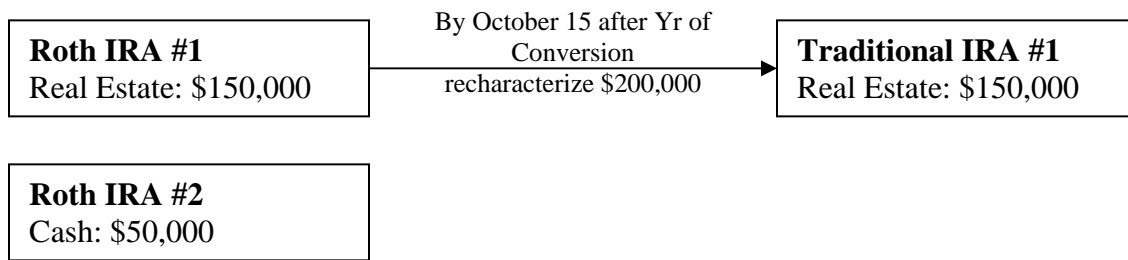 Roth IRA #1
Real Estate: $150,000
By October 15 after Yr of
Conversion
recharacterize $200,000
Traditional IRA #1
Real Estate: $150,000
Roth IRA #2
Cash: $50,000